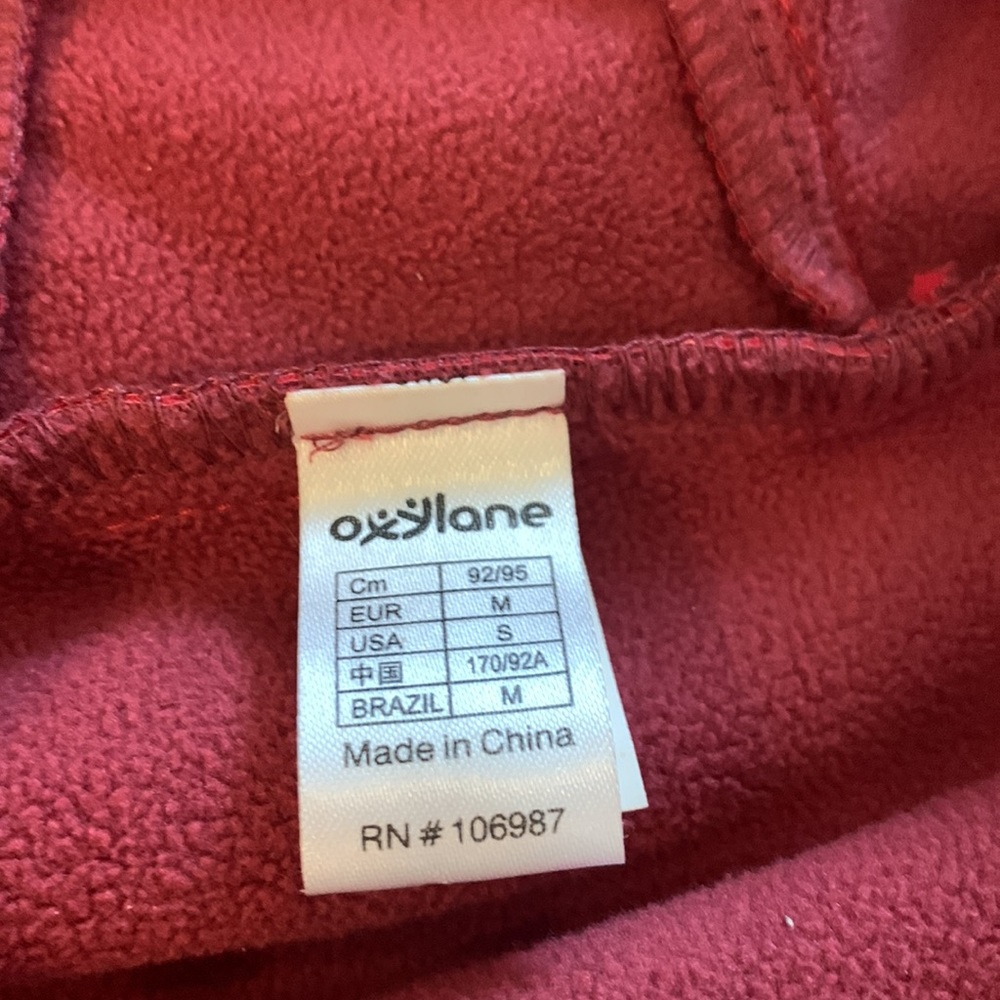 oxylane
Cm 92/95
EUR M
USA S
中国 170/92A
BRAZIL M
Made in China
RN # 106987